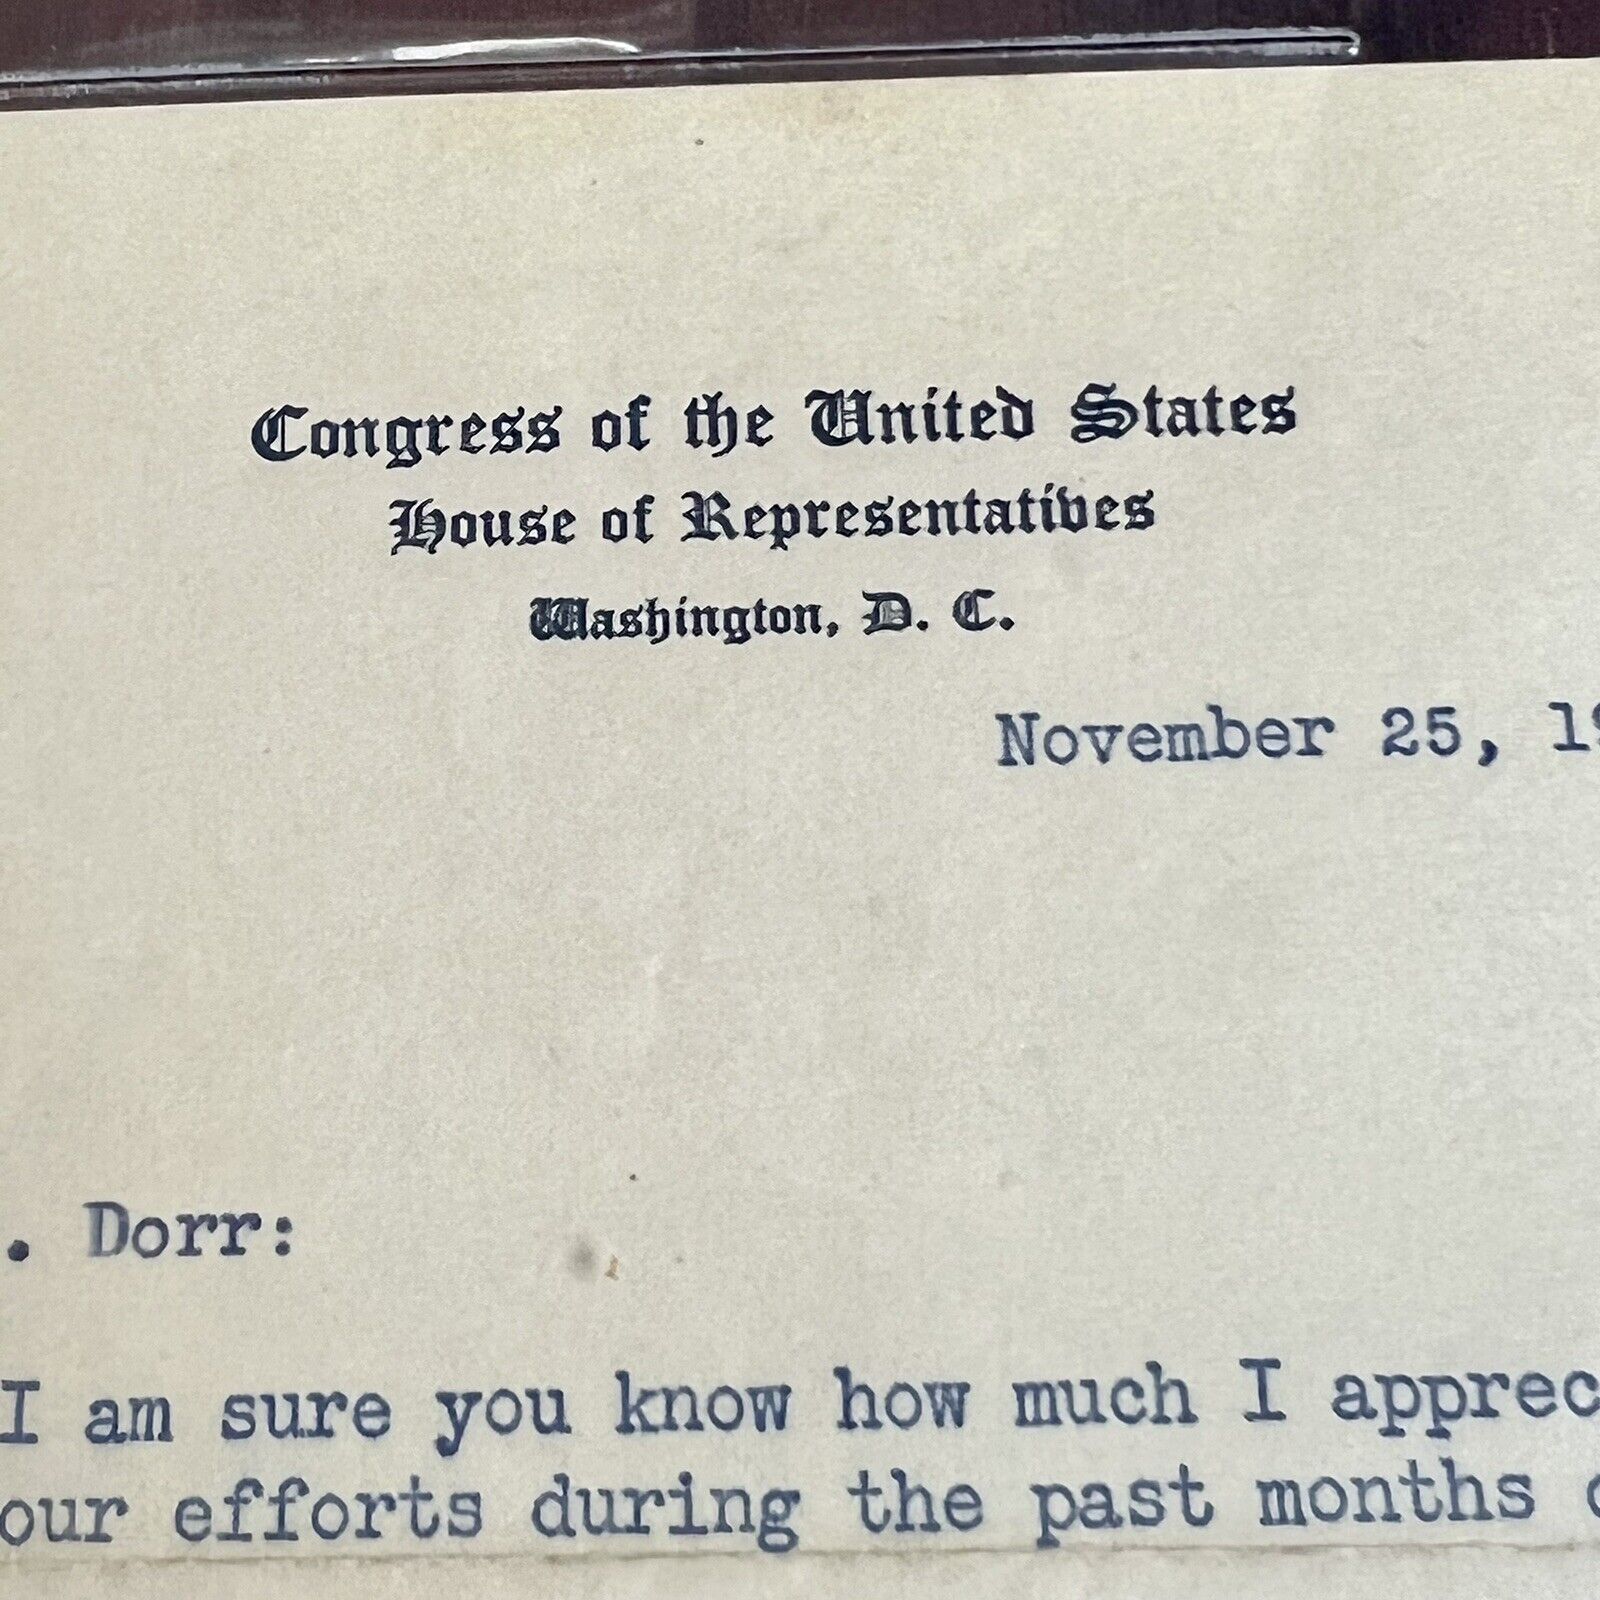 Congress of the United States
House of Representatives
Washington, D. C.
November 25, 19
. Dorr:
I am sure you know how much I apprec
our efforts during the past months